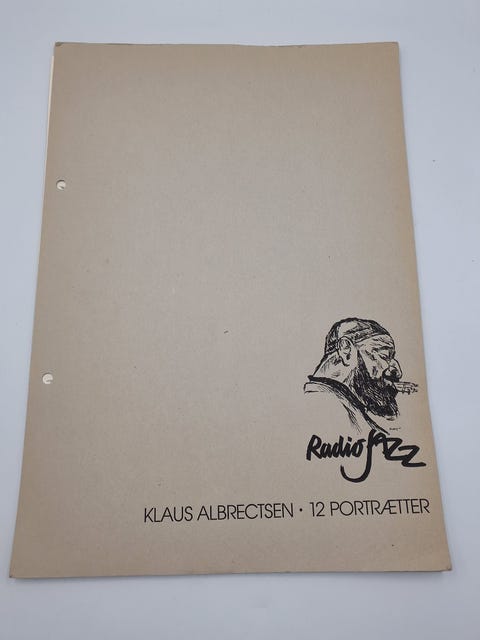 Radio Jazz
KLAUS ALBRECTSEN · 12 PORTRÆTTER